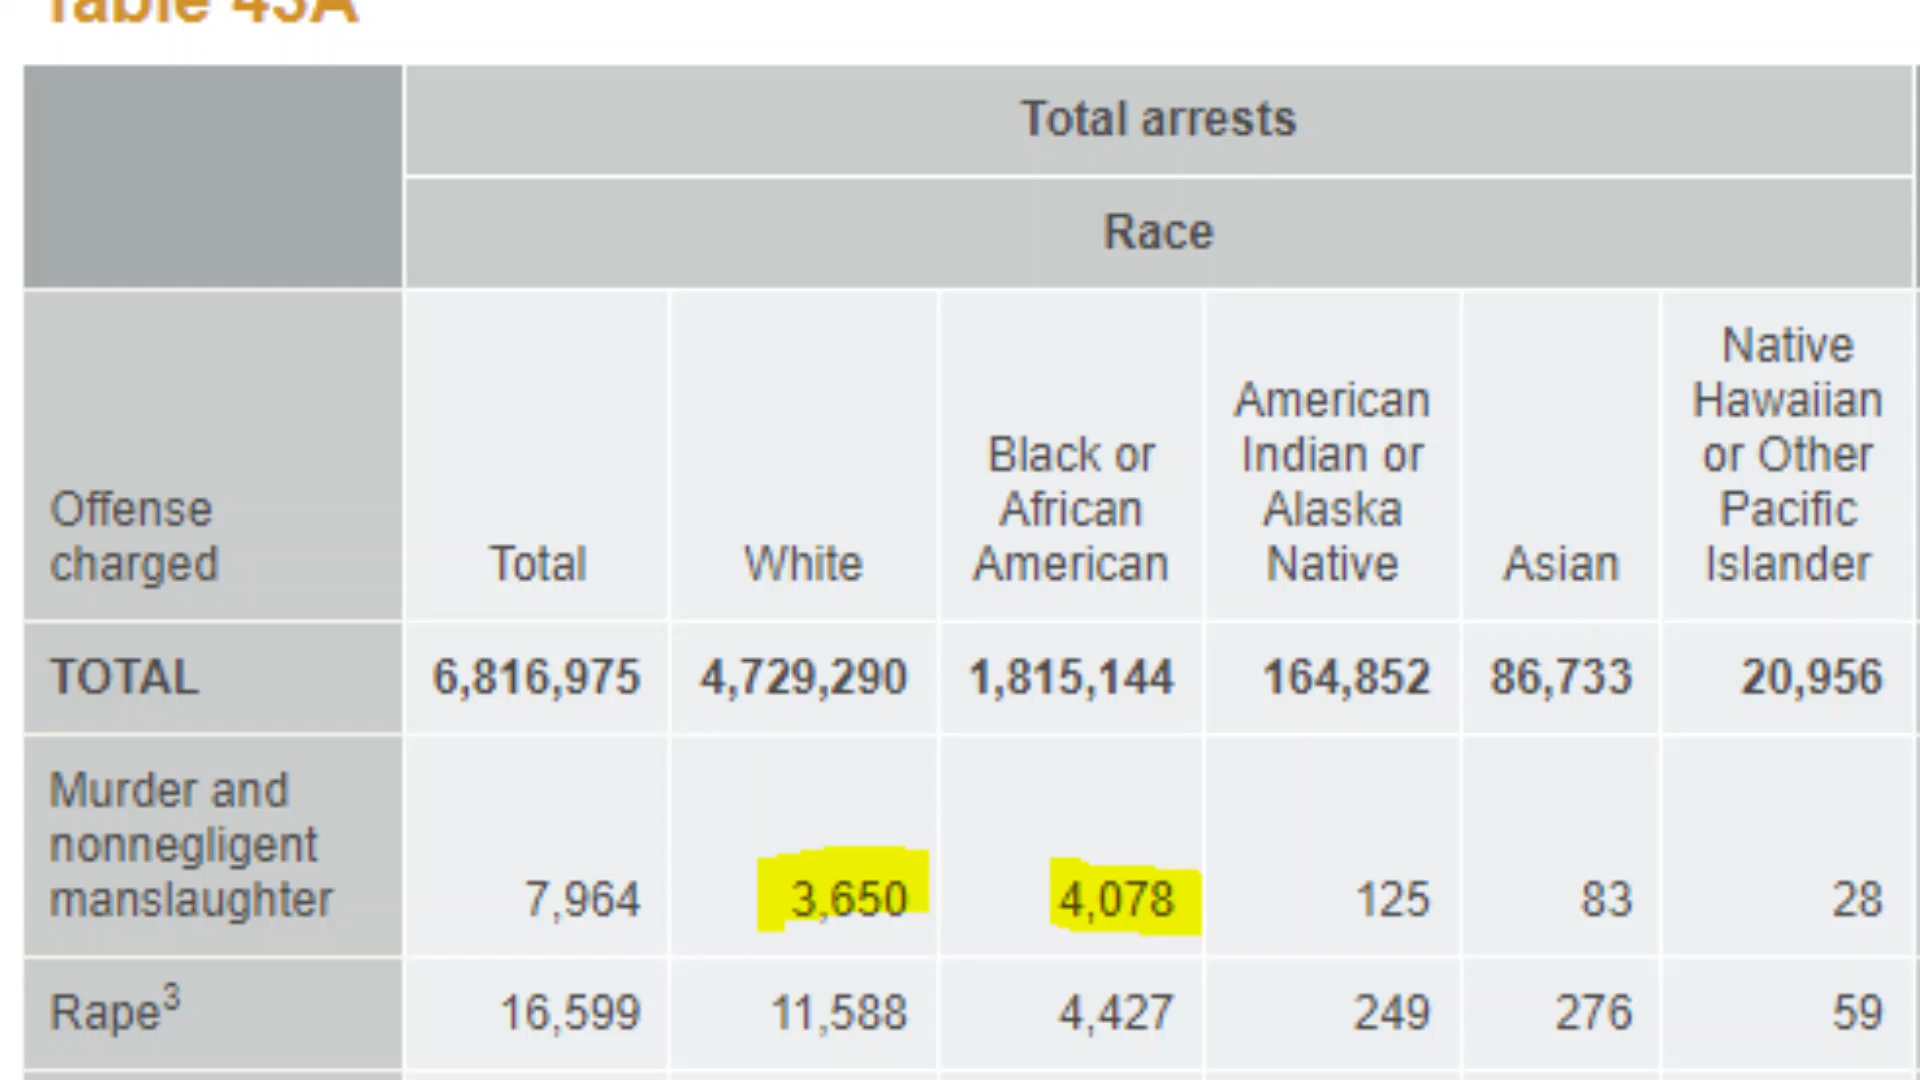 Table 43A
Total arrests
Race
Offense
charged
Total
White
Black or
African
American
American
Indian or
Alaska
Native
Asian
Native
Hawaiian
or Other
Pacific
Islander
TOTAL 6,816,975 4,729,290 1,815,144 164,852 86,733 20,956
Murder and
nonnegligent
manslaughter 7,964 3,650 4,078 125 83 28
Rape3 16,599 11,588 4,427 249 276 59